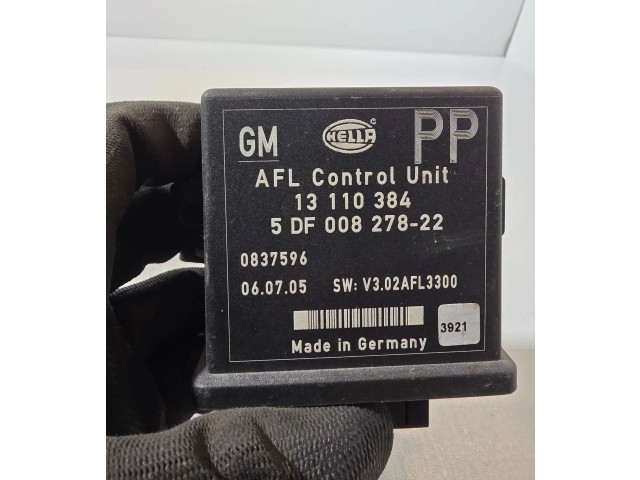 GM HELLA PP
AFL Control Unit
13 110 384
5 DF 008 278-22
0837596
06.07.05 SW: V3.02AFL3300
3921
Made in Germany